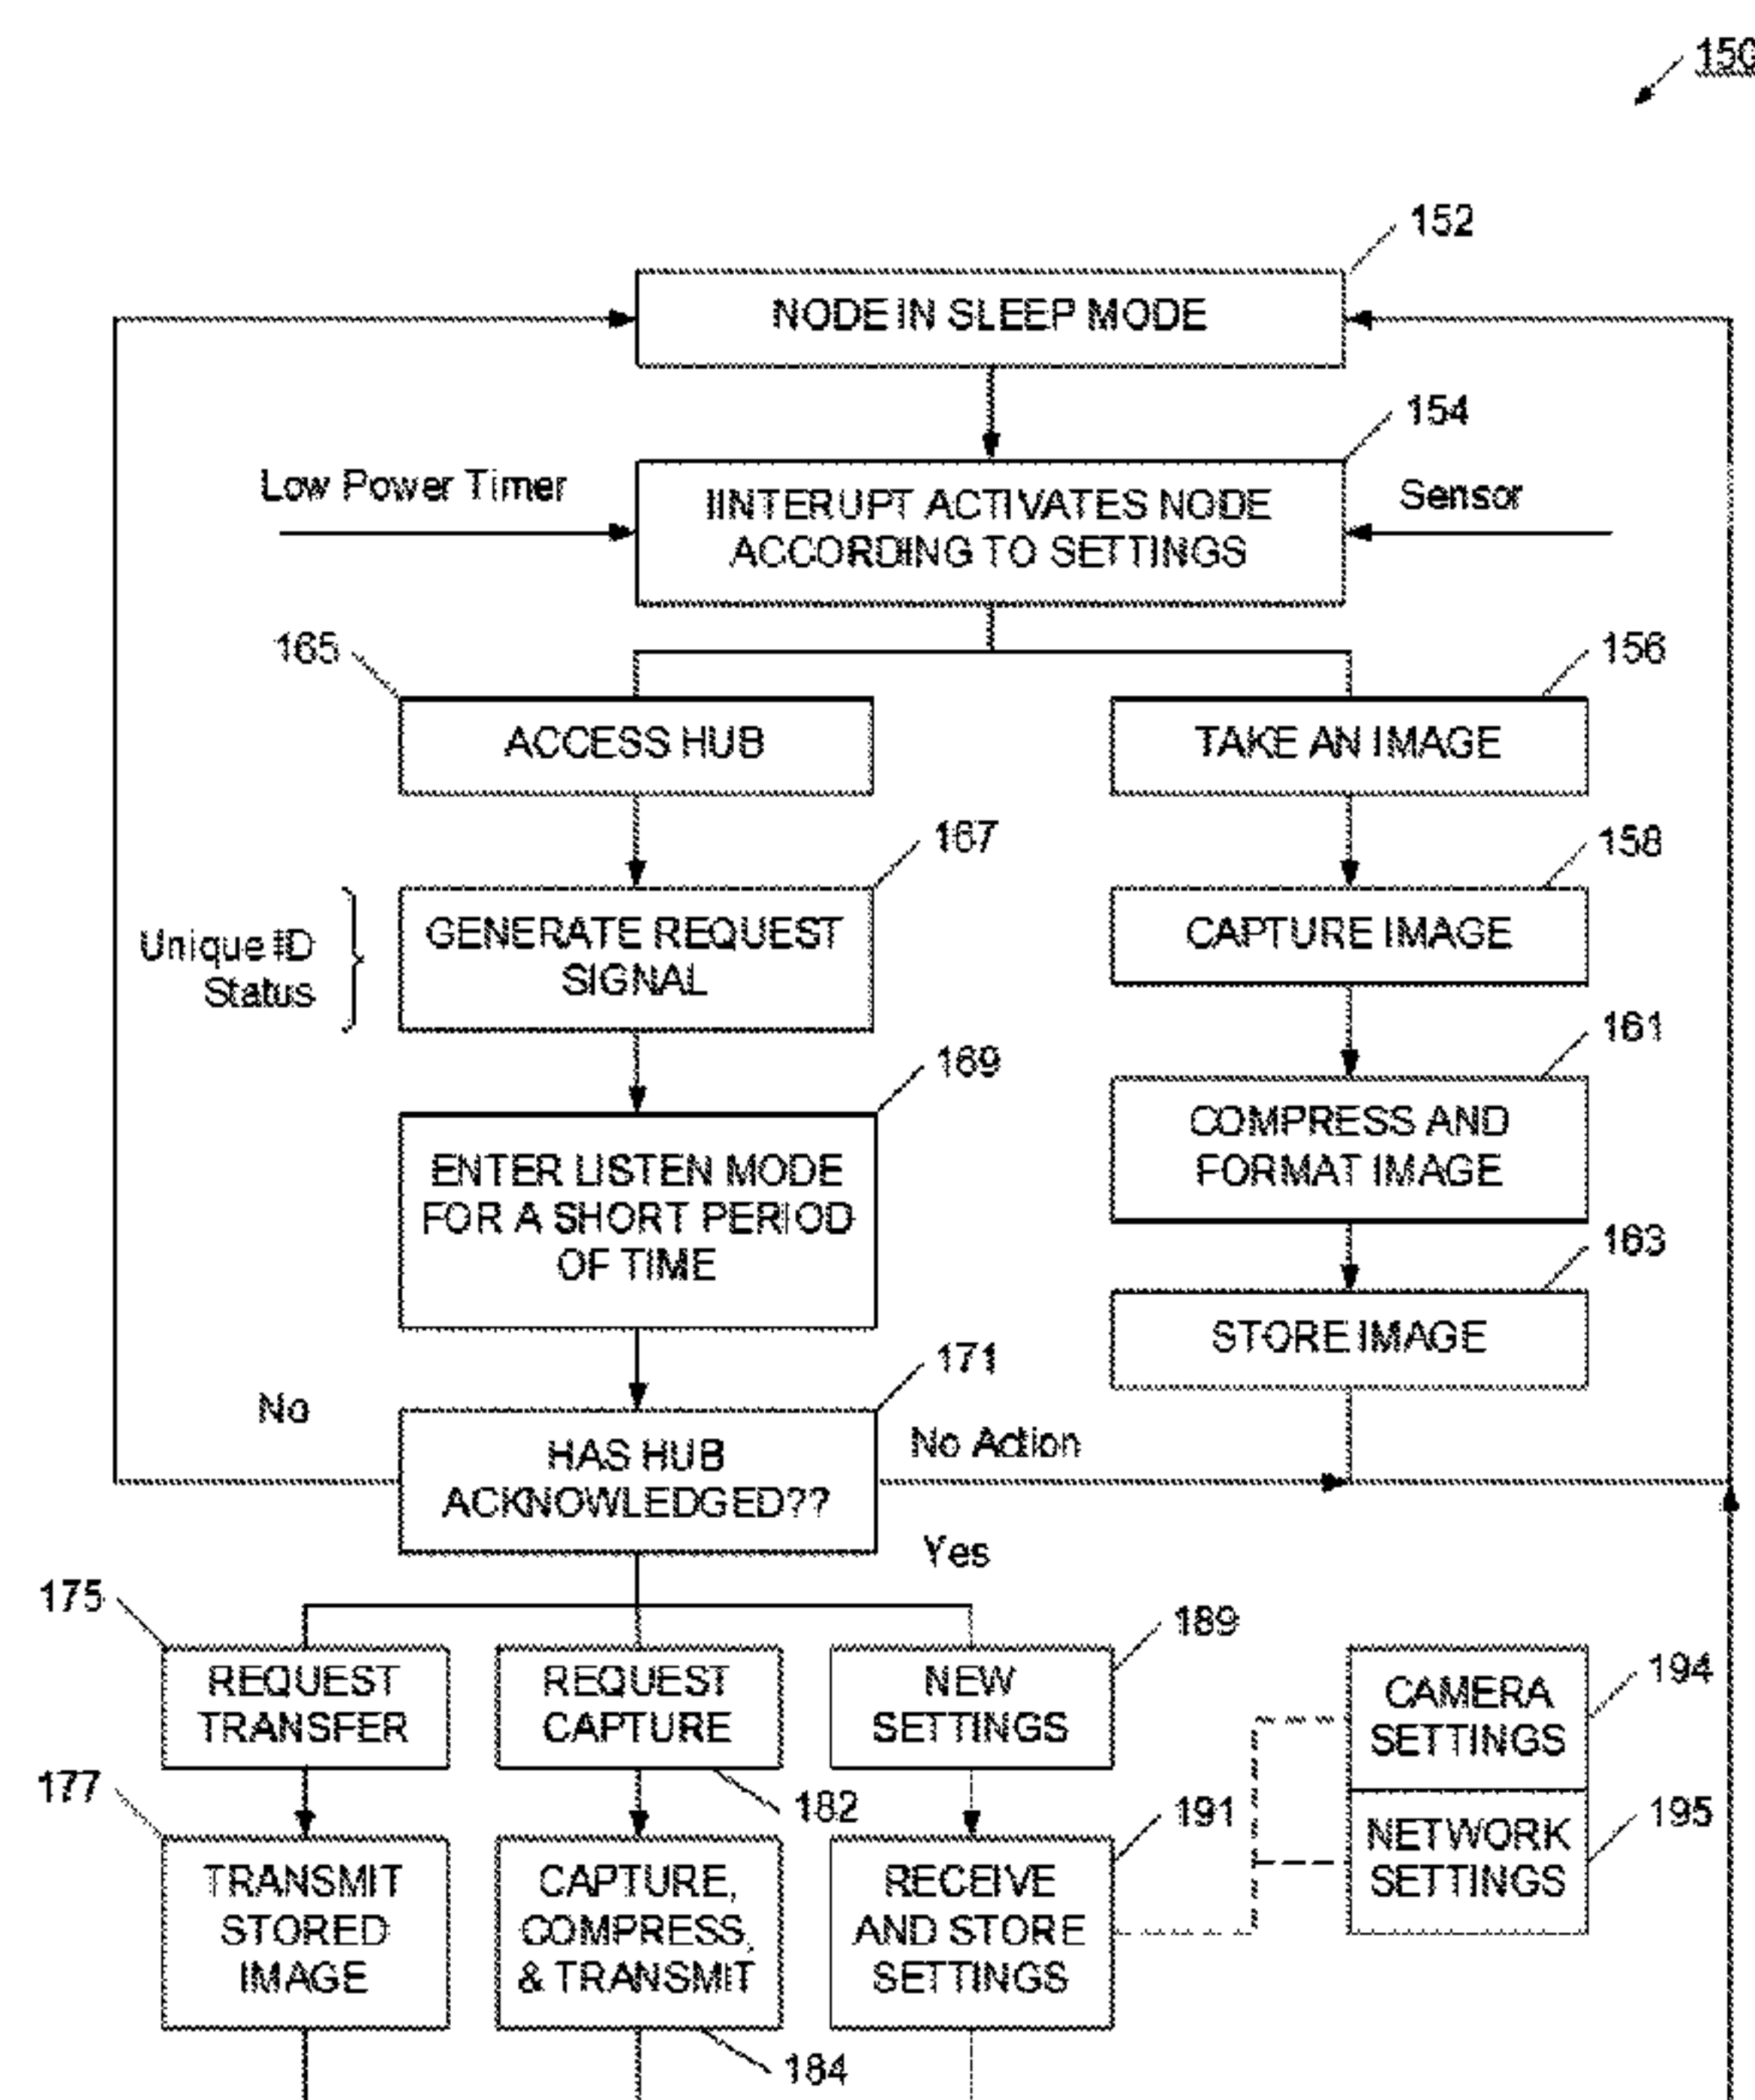 150
152
NODE IN SLEEP MODE
154
Low Power Timer
IINTERUPT ACTIVATES NODE
ACCORDING TO SETTINGS
Sensor
165
156
ACCESS HUB
TAKE AN IMAGE
167
158
Unique ID
Status
GENERATE REQUEST
SIGNAL
CAPTURE IMAGE
169
161
ENTER LISTEN MODE
FOR A SHORT PERIOD
OF TIME
COMPRESS AND
FORMAT IMAGE
163
STORE IMAGE
171
No
HAS HUB
ACKNOWLEDGED??
No Action
Yes
175
189
REQUEST
TRANSFER
REQUEST
CAPTURE
NEW
SETTINGS
CAMERA
SETTINGS
194
177
182
191
NETWORK
SETTINGS
195
TRANSMIT
STORED
IMAGE
CAPTURE,
COMPRESS,
& TRANSMIT
RECEIVE
AND STORE
SETTINGS
184